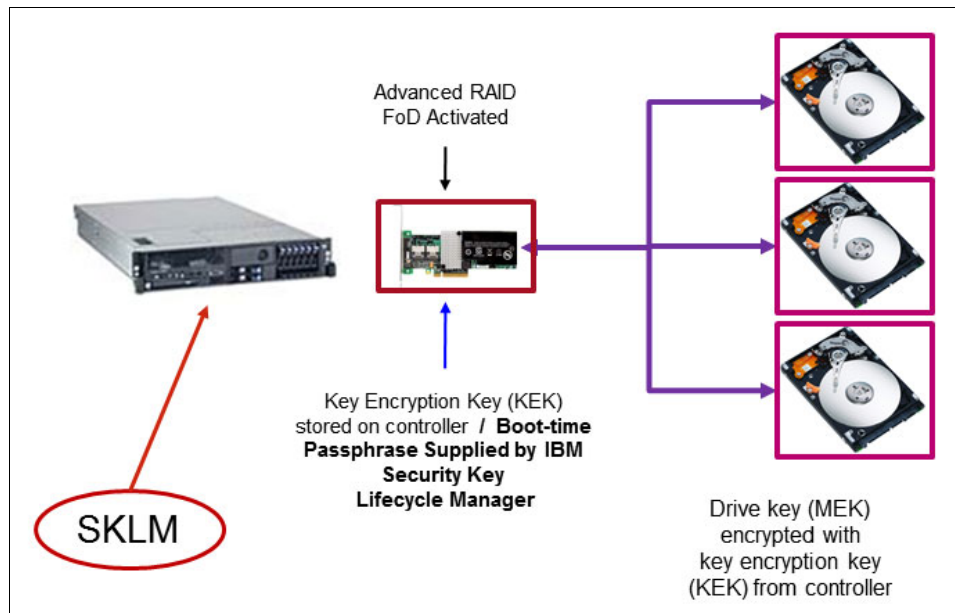 Advanced RAID
FoD Activated
Key Encryption Key (KEK)
stored on controller / Boot-time
Passphrase Supplied by IBM
Security Key
Lifecycle Manager
SKLM
Drive key (MEK)
encrypted with
key encryption key
(KEK) from controller